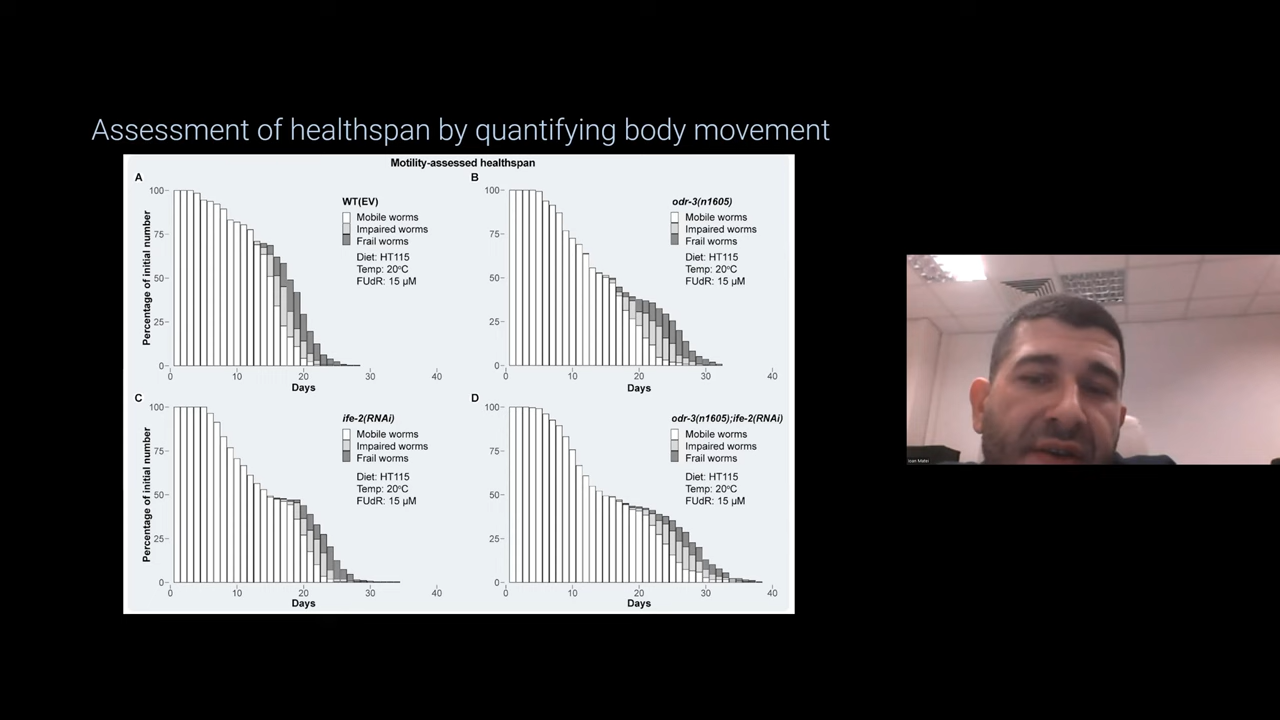 Assessment of healthspan by quantifying body movement
Motility-assessed healthspan
A
Percentage of initial number
100
75
50
25
0
0 10 20 30 40
Days
WT(EV)
Mobile worms
Impaired worms
Frail worms
Diet: HT115
Temp: 20°C
FUdR: 15 µM
B
100
75
50
25
0
0 10 20 30 40
Days
odr-3(n1605)
Mobile worms
Impaired worms
Frail worms
Diet: HT115
Temp: 20°C
FUdR: 15 µM
C
Percentage of initial number
100
75
50
25
0
0 10 20 30 40
Days
ife-2(RNAi)
Mobile worms
Impaired worms
Frail worms
Diet: HT115
Temp: 20°C
FUdR: 15 µM
D
100
75
50
25
0
0 10 20 30 40
Days
odr-3(n1605);ife-2(RNAi)
Mobile worms
Impaired worms
Frail worms
Diet: HT115
Temp: 20°C
FUdR: 15 µM
Ioan Matei